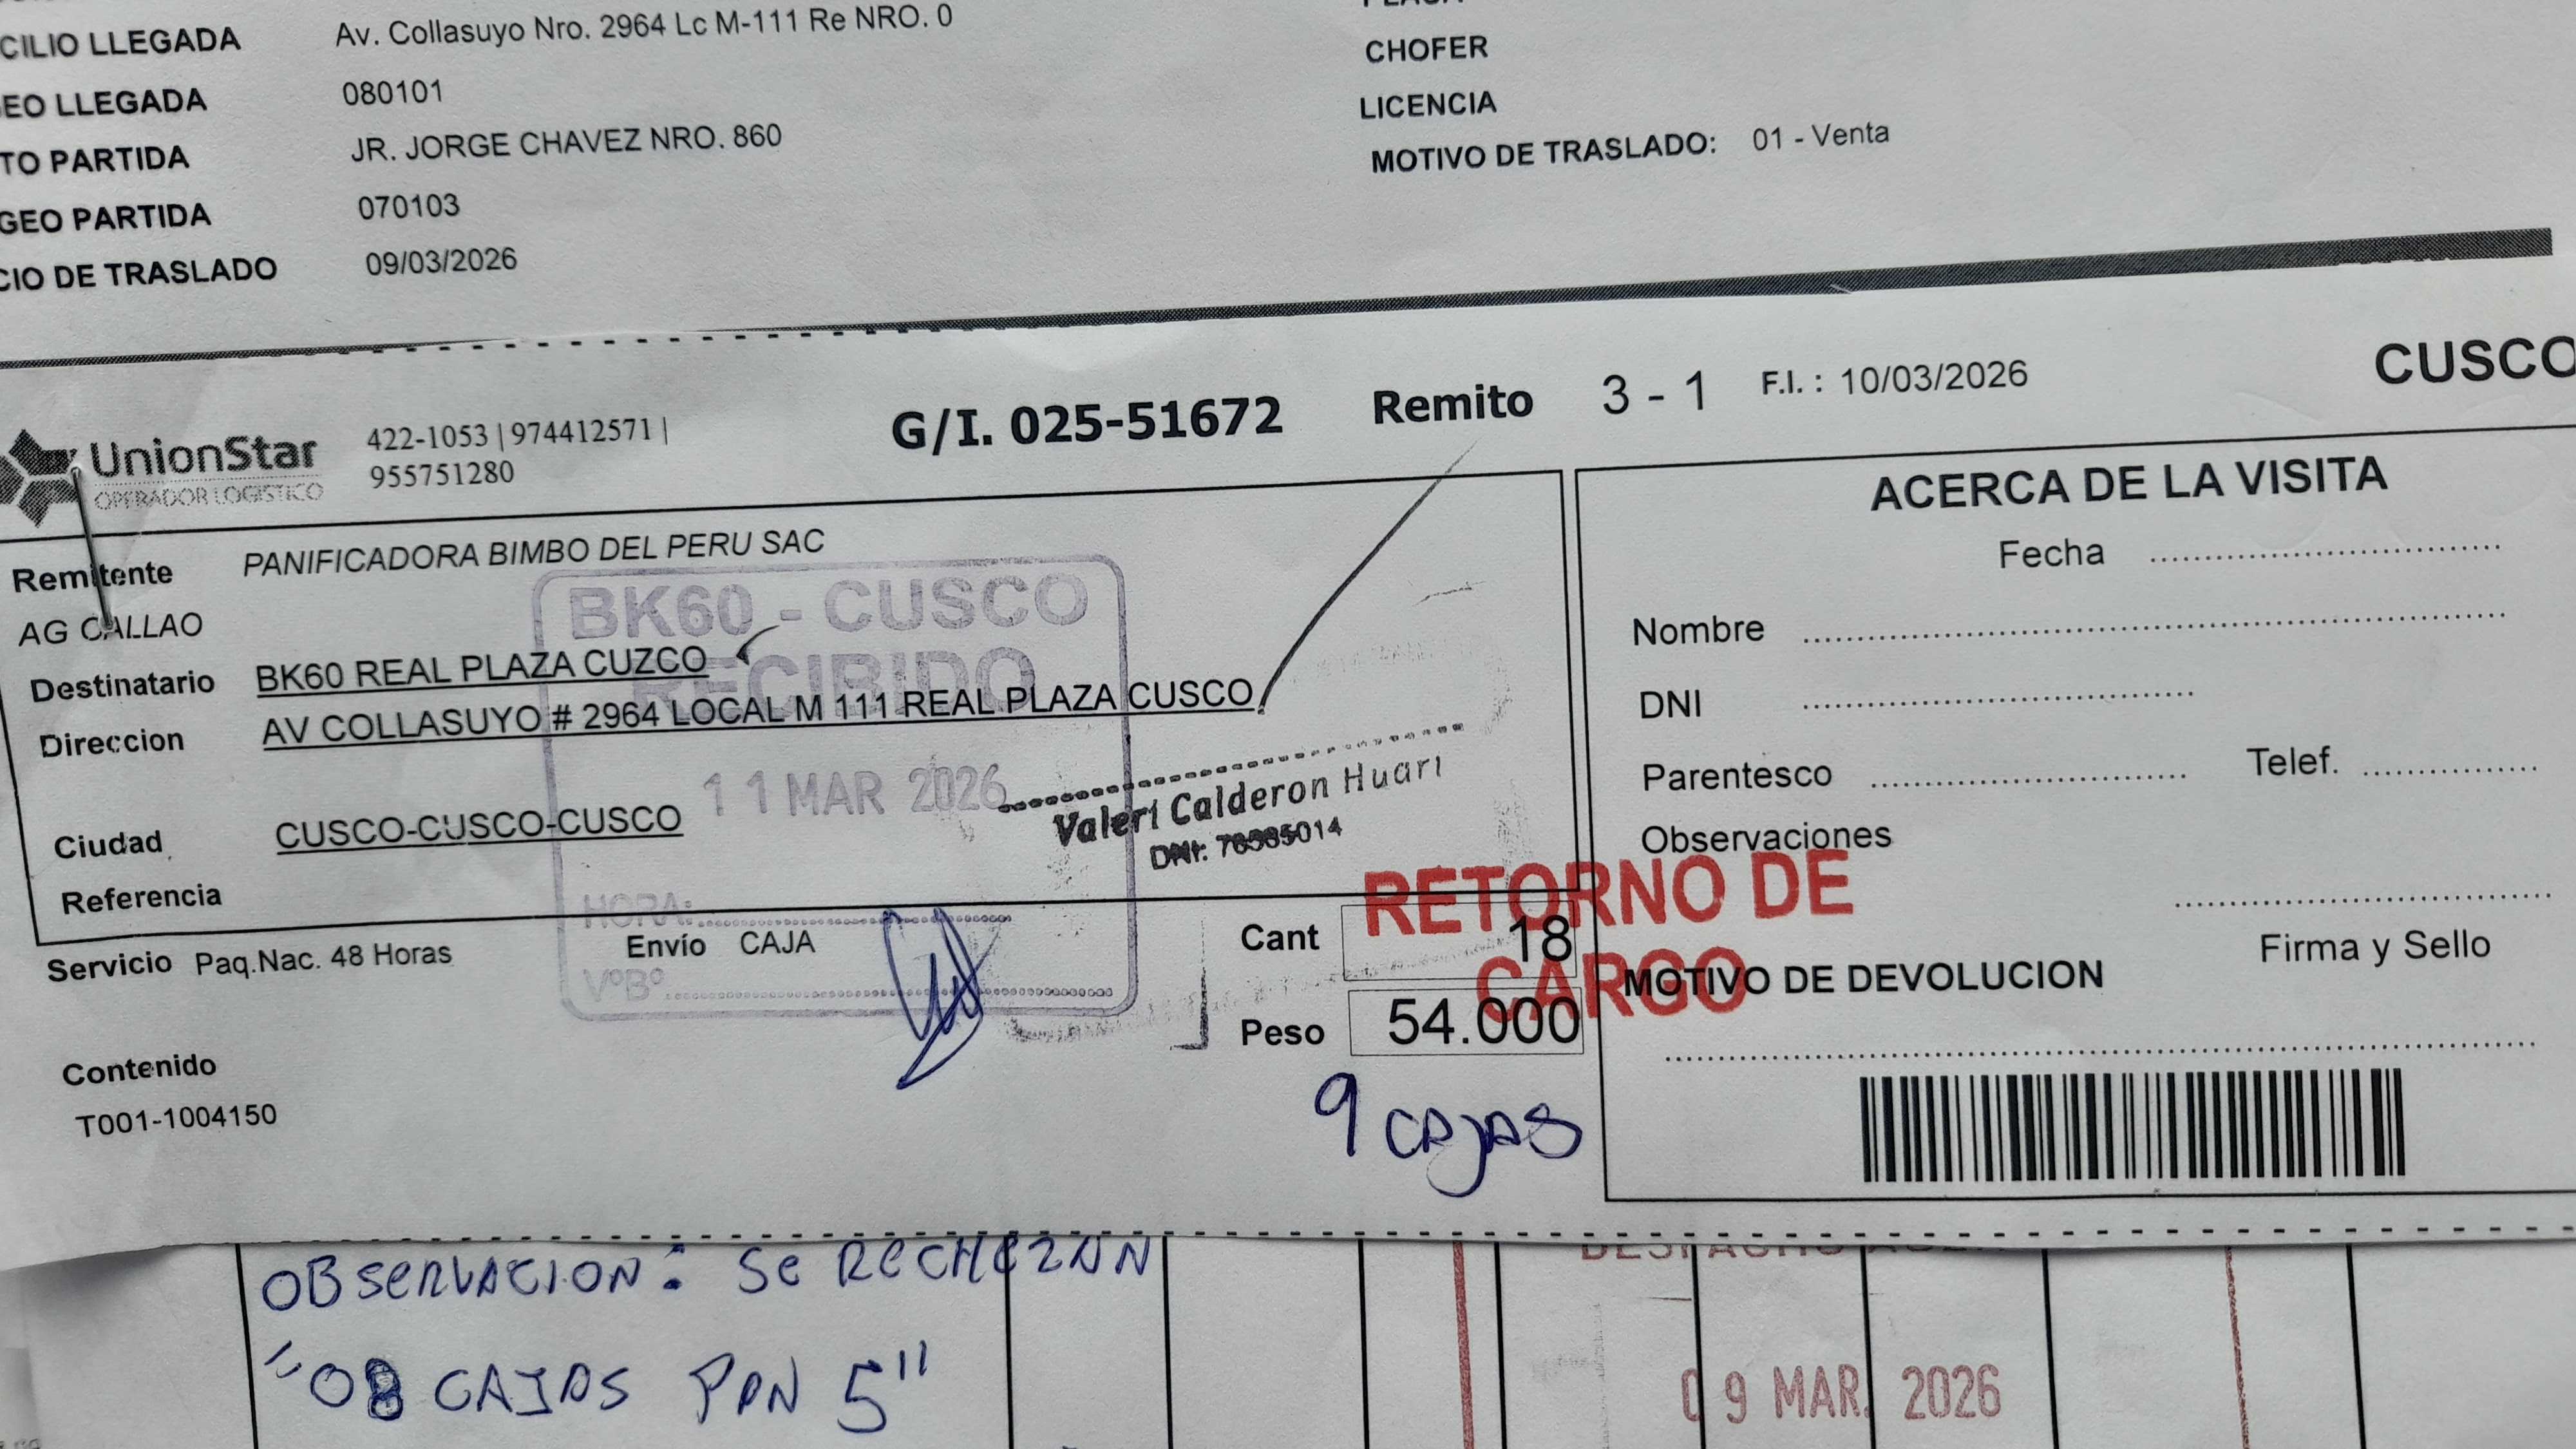 CILIO LLEGADA Av. Collasuyo Nro. 2964 Lc M-111 Re NRO. 0
EO LLEGADA 080101
TO PARTIDA JR. JORGE CHAVEZ NRO. 860
GEO PARTIDA 070103
CIO DE TRASLADO 09/03/2026
CHOFER
LICENCIA
MOTIVO DE TRASLADO: 01 - Venta
UnionStar
OPERADOR LOGISTICO
422-1053 | 974412571 |
955751280
G/I. 025-51672 Remito 3 - 1 F.I. : 10/03/2026 CUSCO
Remitente PANIFICADORA BIMBO DEL PERU SAC
AG CALLAO
Destinatario BK60 REAL PLAZA CUZCO
Direccion AV COLLASUYO # 2964 LOCAL M 111 REAL PLAZA CUSCO
Ciudad CUSCO-CUSCO-CUSCO
Referencia
BK60 - CUSCO
RECIBIDO
11 MAR 2026
HORA:
VºBº
Valeri Calderon Huari
DNI:
Servicio Paq.Nac. 48 Horas Envío CAJA
Cant 18
Peso 54.000
RETORNO DE
CARGO
Contenido
T001-1004150
9 CAJAS
ACERCA DE LA VISITA
Fecha
Nombre
DNI
Parentesco Telef.
Observaciones
Firma y Sello
MOTIVO DE DEVOLUCION
OBSERVACION: Se RECHAZAN
"08 CAJAS PAN 5"
09 MAR. 2026